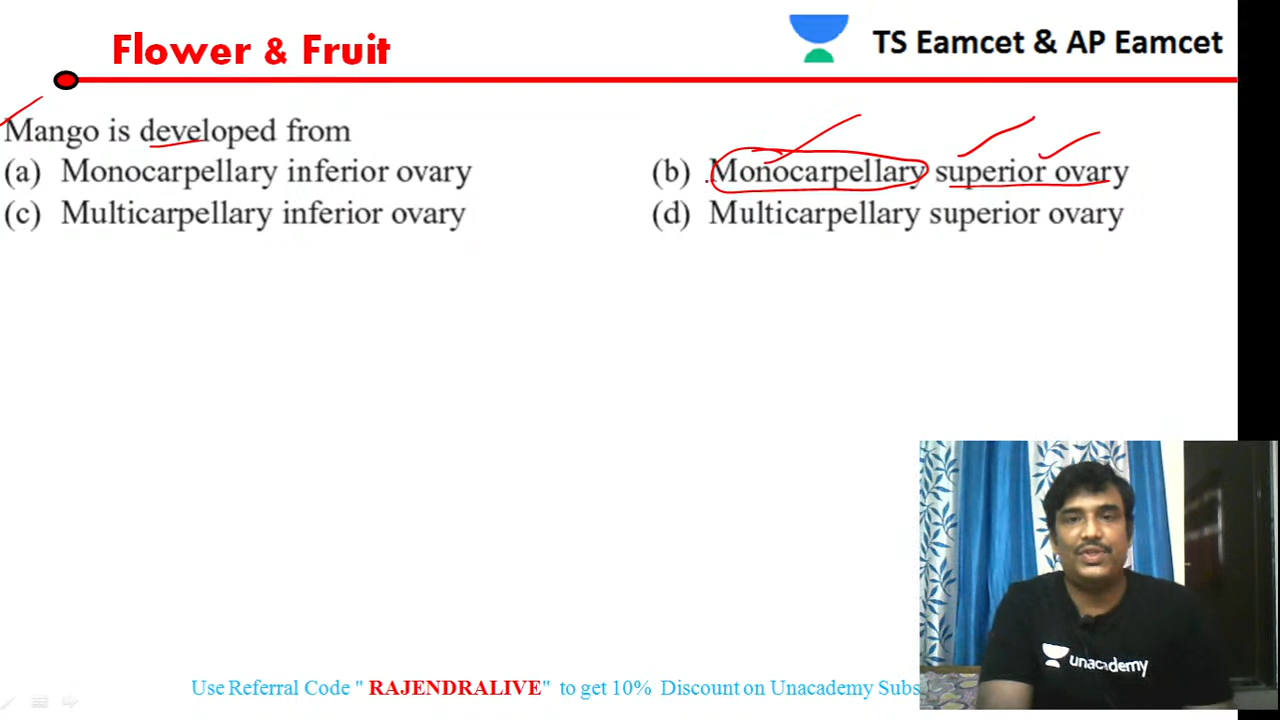 Flower & Fruit
TS Eamcet & AP Eamcet
Mango is developed from
(a) Monocarpellary inferior ovary
(b) Monocarpellary superior ovary
(c) Multicarpellary inferior ovary
(d) Multicarpellary superior ovary
unacademy
Use Referral Code " RAJENDRALIVE" to get 10% Discount on Unacademy Subs